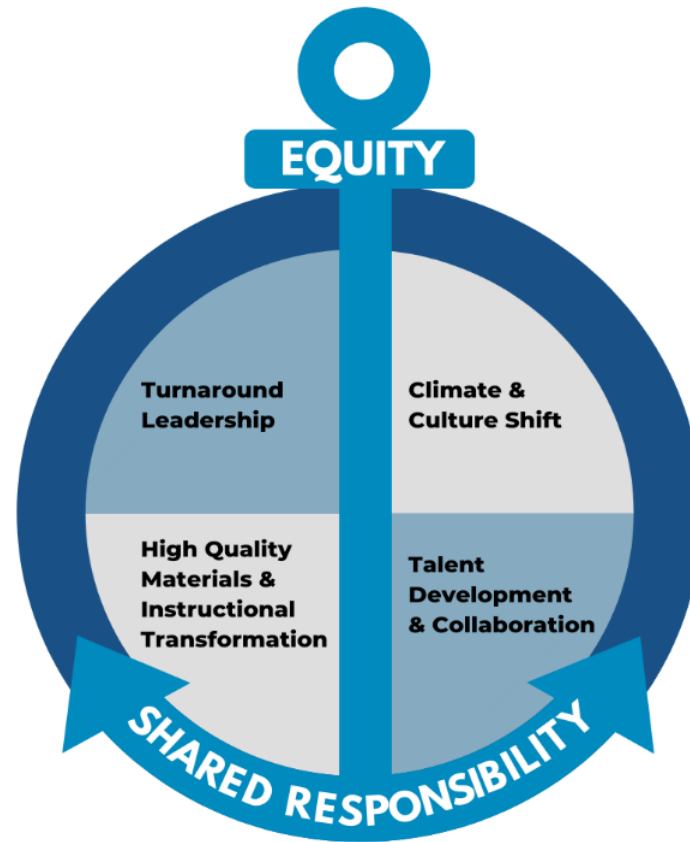 EQUITY
Turnaround
Leadership
Climate &
Culture Shift
High Quality
Materials &
Instructional
Transformation
Talent
Development
& Collaboration
SHARED RESPONSIBILITY